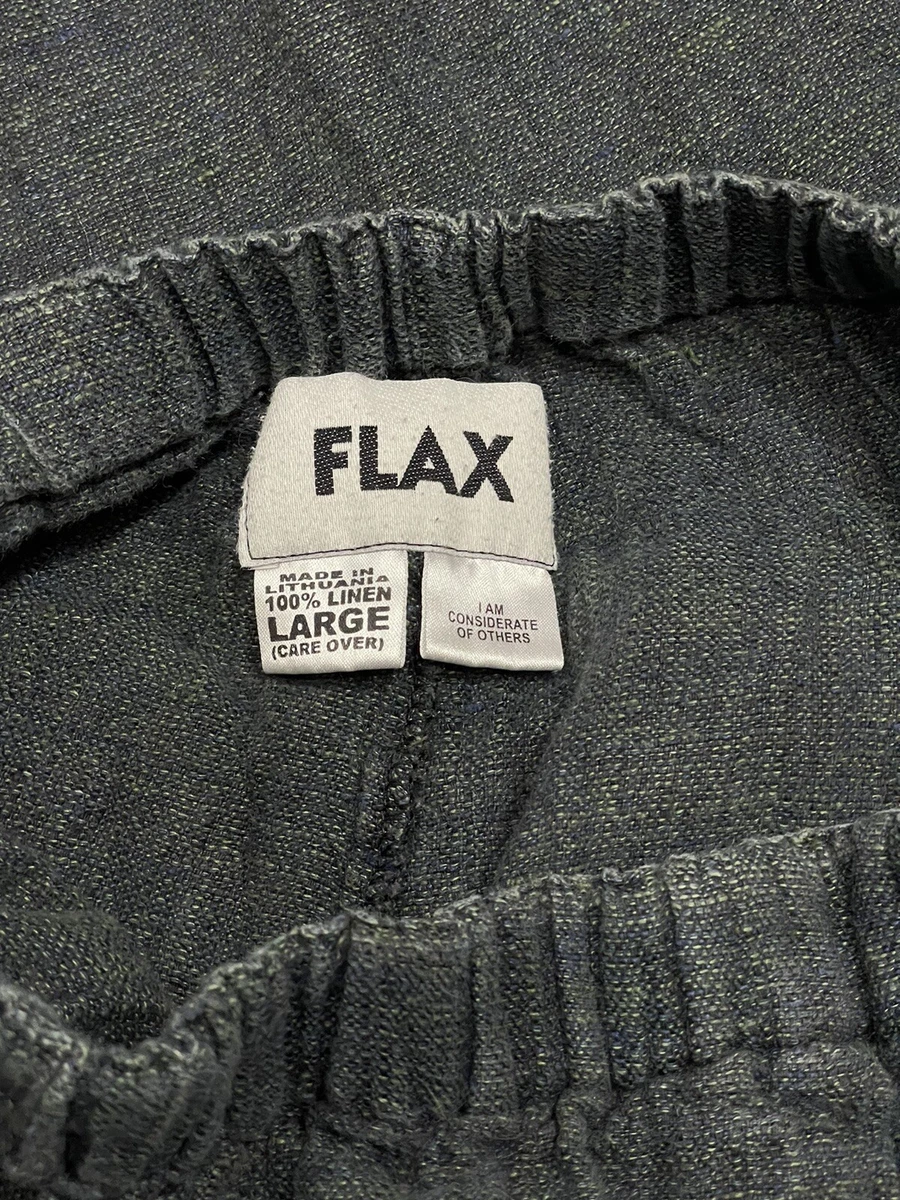 FLAX
MADE IN
LITHUANIA
100% LINEN
LARGE
(CARE OVER)
I AM
CONSIDERATE
OF OTHERS